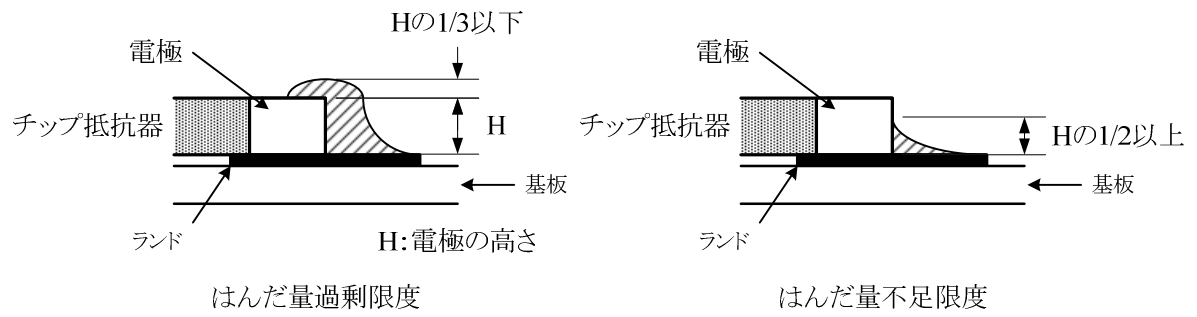 Hの1/3以下
電極
チップ抵抗器
H
基板
ランド
H:電極の高さ
はんだ量過剰限度
電極
チップ抵抗器
Hの1/2以上
基板
ランド
はんだ量不足限度